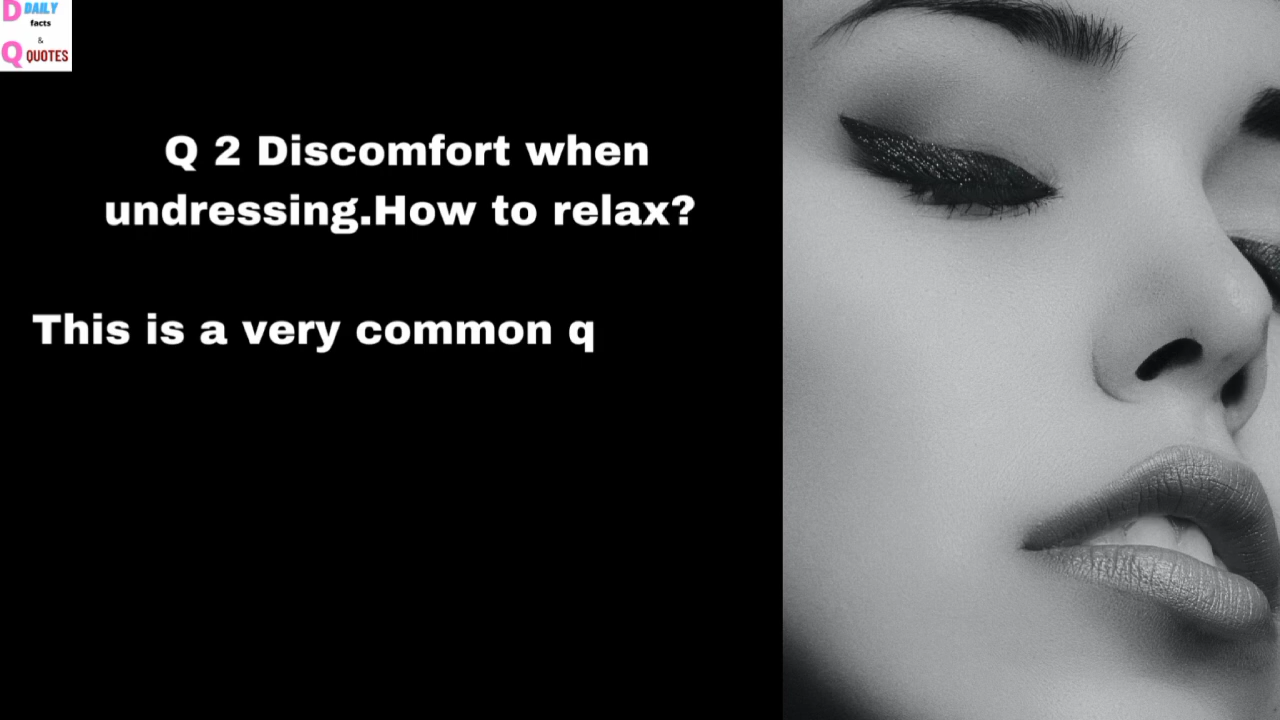 D DAILY
facts
&
Q QUOTES
Q 2 Discomfort when
undressing.How to relax?
This is a very common q